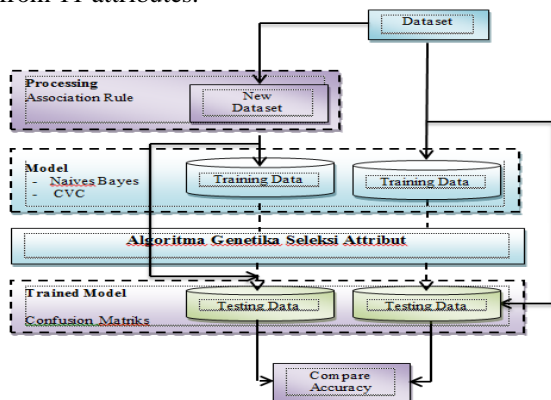 from 11 attributes.
Dataset
Processing
Association Rule
New
Dataset
Model
- Naives Bayes
- CVC
Training Data
Training Data
Algoritma Genetika Seleksi Attribut
Trained Model
Confusion Matriks
Testing Data
Testing Data
Compare
Accuracy